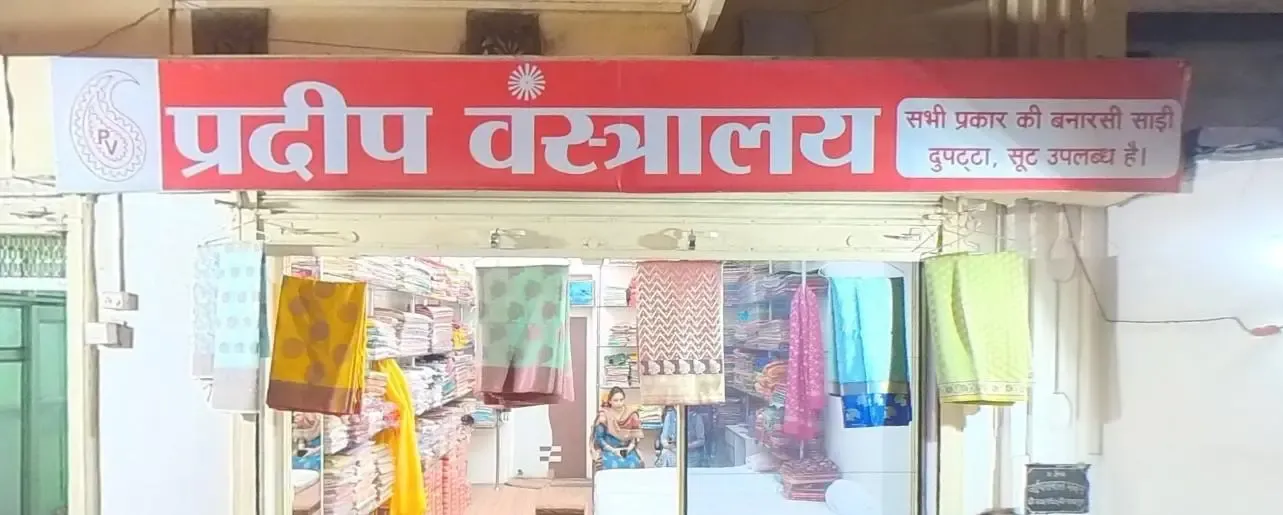 PV
प्रदीप वस्त्रालय
सभी प्रकार की बनारसी साड़ी
दुपट्टा, सूट उपलब्ध है।